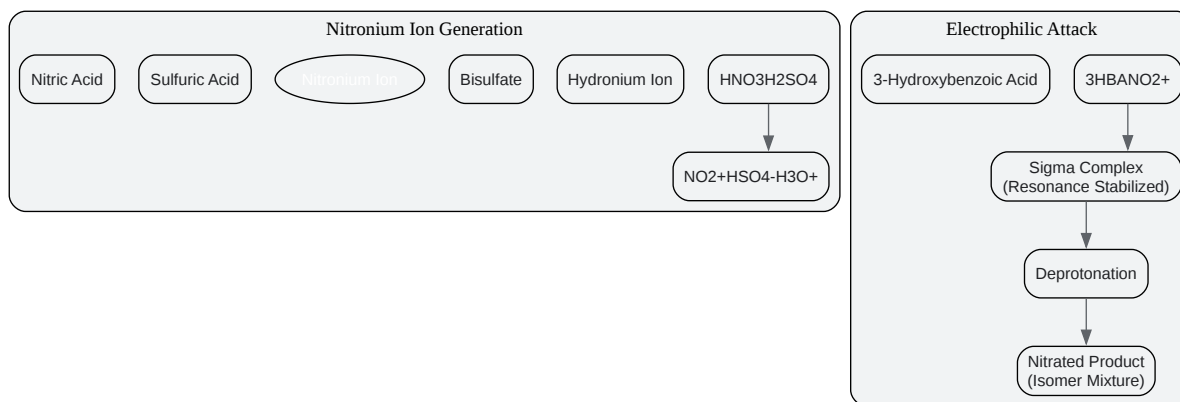 Nitronium Ion Generation
Nitric Acid
Sulfuric Acid
Nitronium Ion
Bisulfate
Hydronium Ion
HNO3H2SO4
NO2+HSO4-H3O+
Electrophilic Attack
3-Hydroxybenzoic Acid
3HBANO2+
Sigma Complex
(Resonance Stabilized)
Deprotonation
Nitrated Product
(Isomer Mixture)